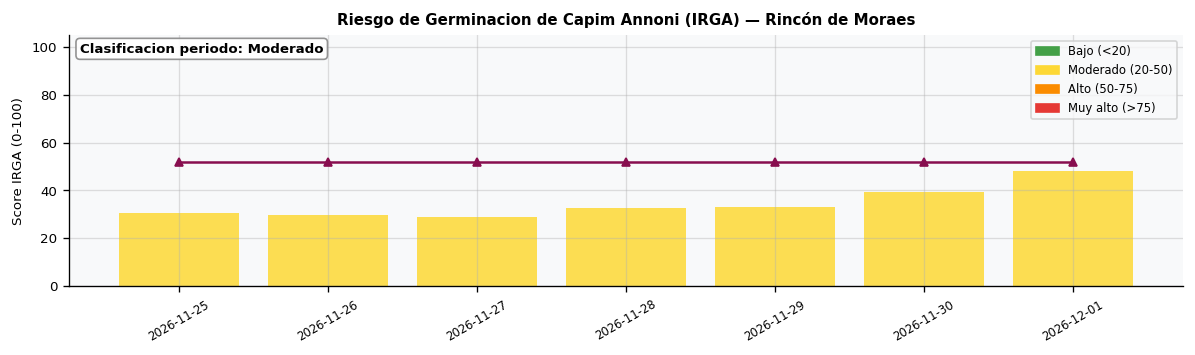 Riesgo de Germinacion de Capim Annoni (IRGA) — Rincón de Moraes
Clasificacion periodo: Moderado
Bajo (<20)
Moderado (20-50)
Alto (50-75)
Muy alto (>75)
Score IRGA (0-100)
100
80
60
40
20
0
2026-11-25
2026-11-26
2026-11-27
2026-11-28
2026-11-29
2026-11-30
2026-12-01